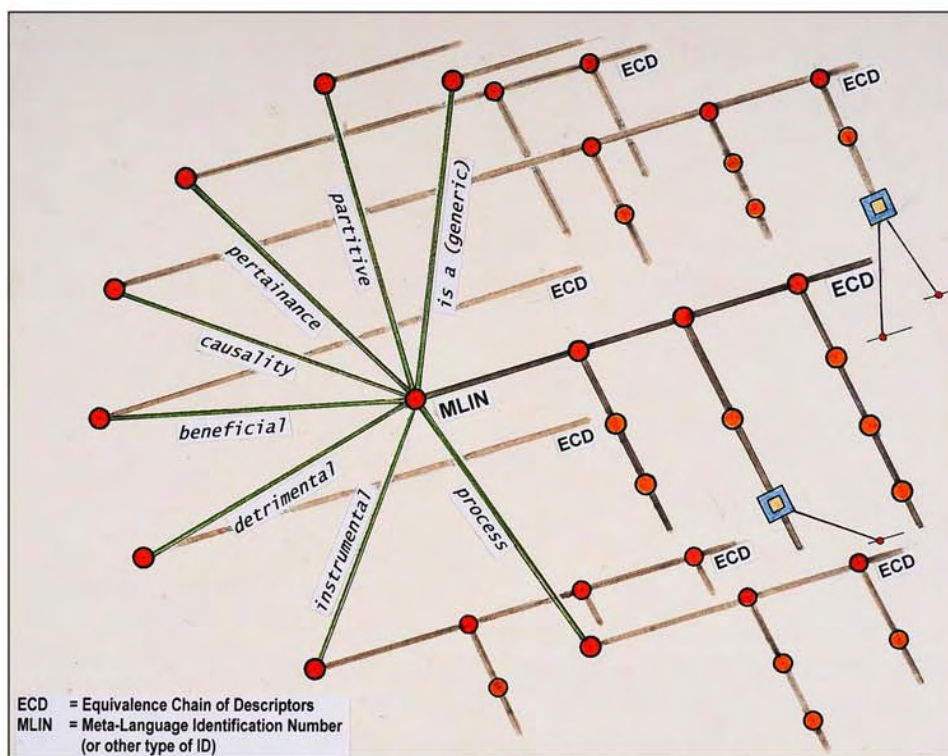 ECD
ECD
partitive
is a (generic)
pertainance
ECD
ECD
causality
MLIN
beneficial
ECD
detrimental
process
instrumental
ECD
ECD
ECD = Equivalence Chain of Descriptors
MLIN = Meta-Language Identification Number
(or other type of ID)